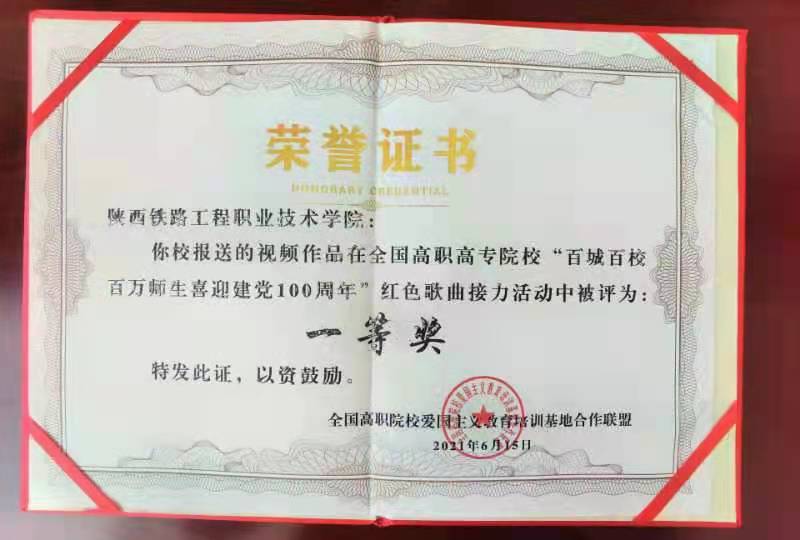 荣誉证书
HONORARY CREDENTIAL
陕西铁路工程职业技术学院：
你校报送的视频作品在全国高职高专院校“百城百校
百万师生喜迎建党100周年”红色歌曲接力活动中被评为：
一等奖
特发此证，以资鼓励。
全国高职院校爱国主义教育培训基地合作联盟
2021年6月15日